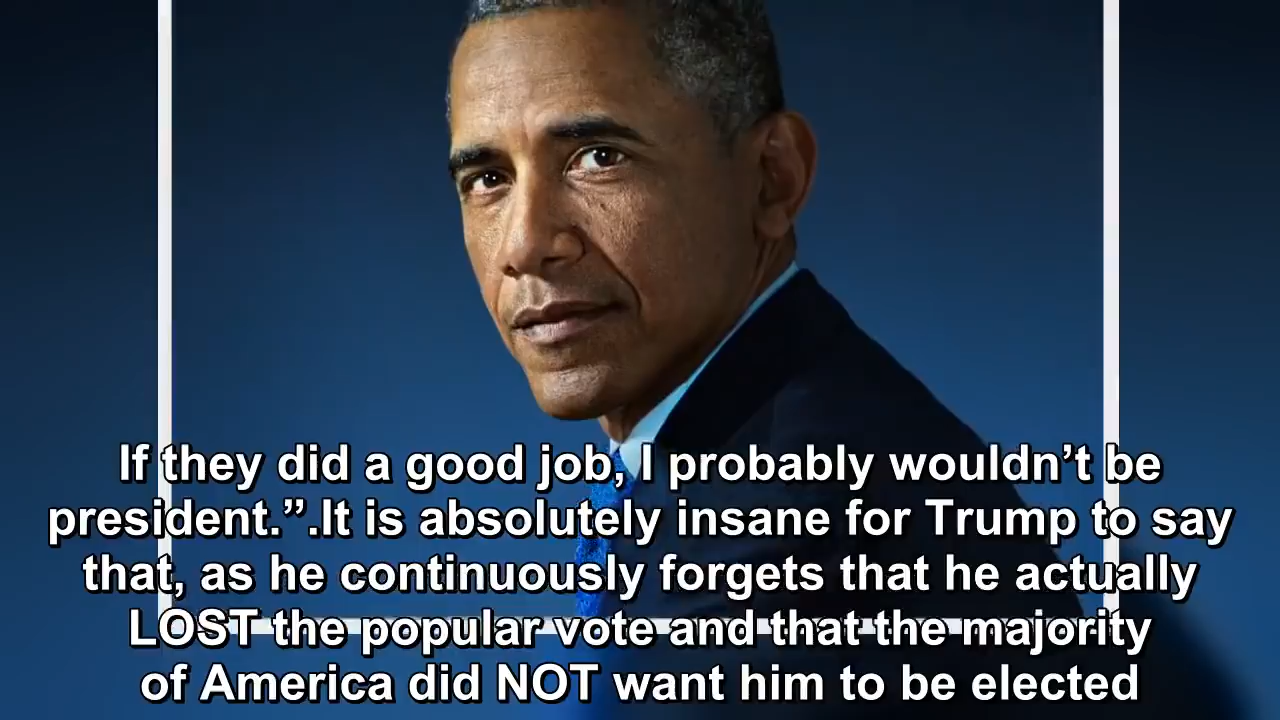 If they did a good job, I probably wouldn’t be
president.”.It is absolutely insane for Trump to say
that, as he continuously forgets that he actually
LOST the popular vote and that the majority
of America did NOT want him to be elected